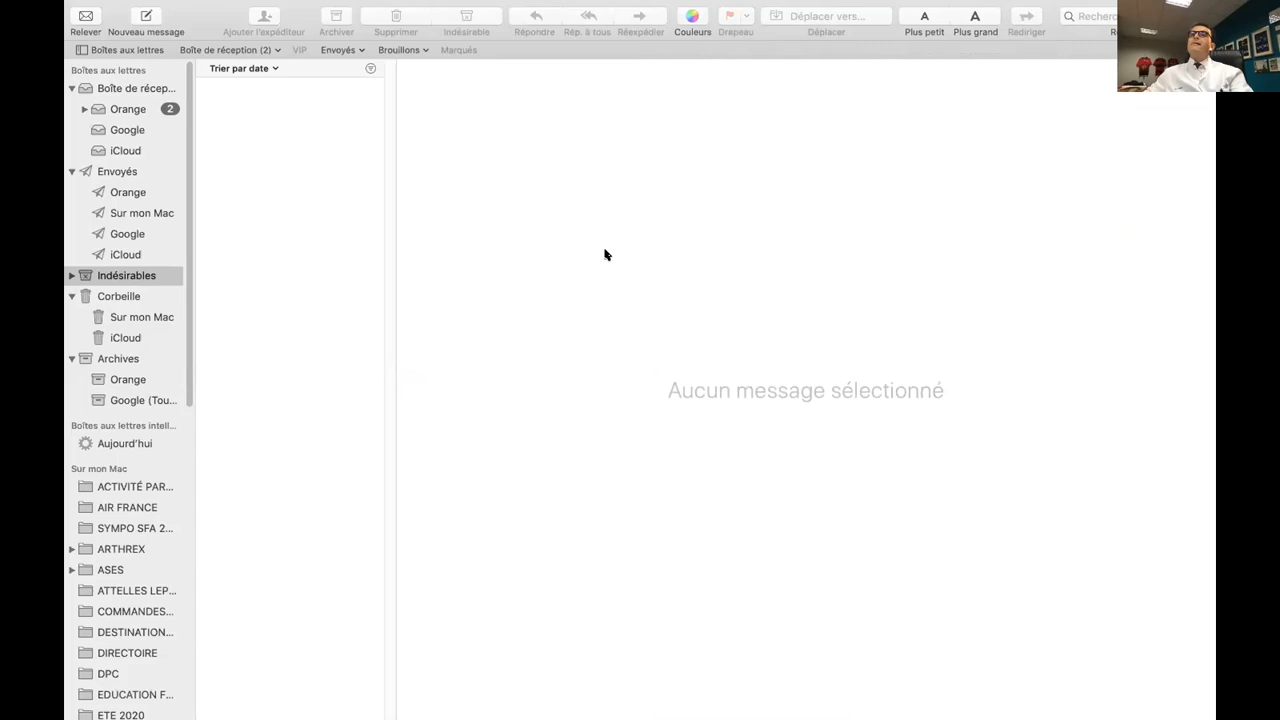 Relever Nouveau message Ajouter l'expéditeur Archiver Supprimer Indésirable Répondre Rép. à tous Réexpédier Couleurs Drapeau Déplacer vers... Déplacer Plus petit Plus grand Rediriger
Boîtes aux lettres Boîte de réception (2) VIP Envoyés Brouillons Marqués
Trier par date
Boîtes aux lettres
Boîte de récep...
Orange 2
Google
iCloud
Envoyés
Orange
Sur mon Mac
Google
iCloud
Indésirables
Corbeille
Sur mon Mac
iCloud
Archives
Orange
Google (Tou...
Boîtes aux lettres intell...
Aujourd'hui
Sur mon Mac
ACTIVITÉ PAR...
AIR FRANCE
SYMPO SFA 2...
ARTHREX
ASES
ATTELLES LEP...
COMMANDES...
DESTINATION...
DIRECTOIRE
DPC
EDUCATION F...
ETE 2020
Aucun message sélectionné